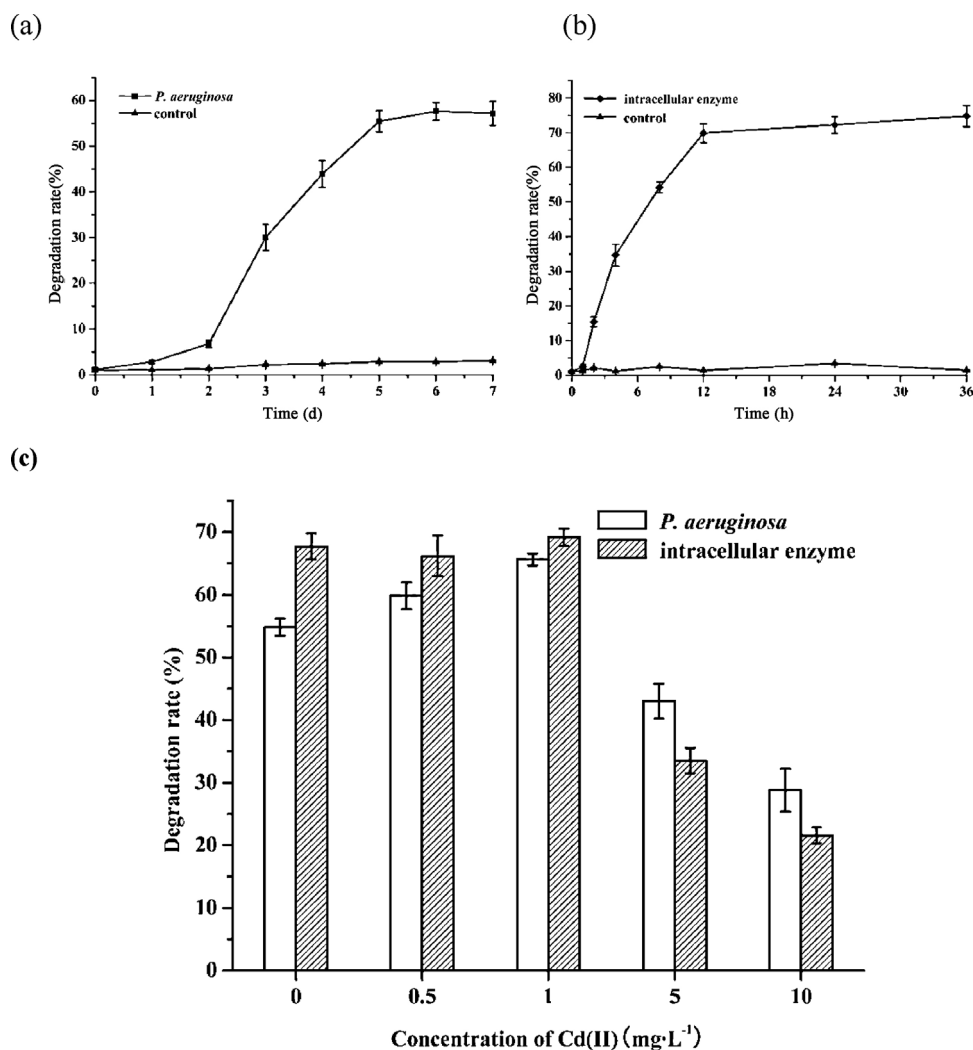 (a)
P. aeruginosa
control
Degradation rate(%)
60
50
40
30
20
10
0
0 1 2 3 4 5 6 7
Time (d)
(b)
intracellular enzyme
control
Degradation rate(%)
80
70
60
50
40
30
20
10
0
0 6 12 18 24 30 36
Time (h)
(c)
P. aeruginosa
intracellular enzyme
Degradation rate (%)
70
60
50
40
30
20
10
0
0 0.5 1 5 10
Concentration of Cd(II) (mg·L⁻¹)